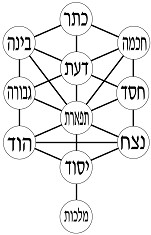 כתר
חכמה בינה
דעת
חסד גבורה
תפארת
נצח הוד
יסוד
מלכות